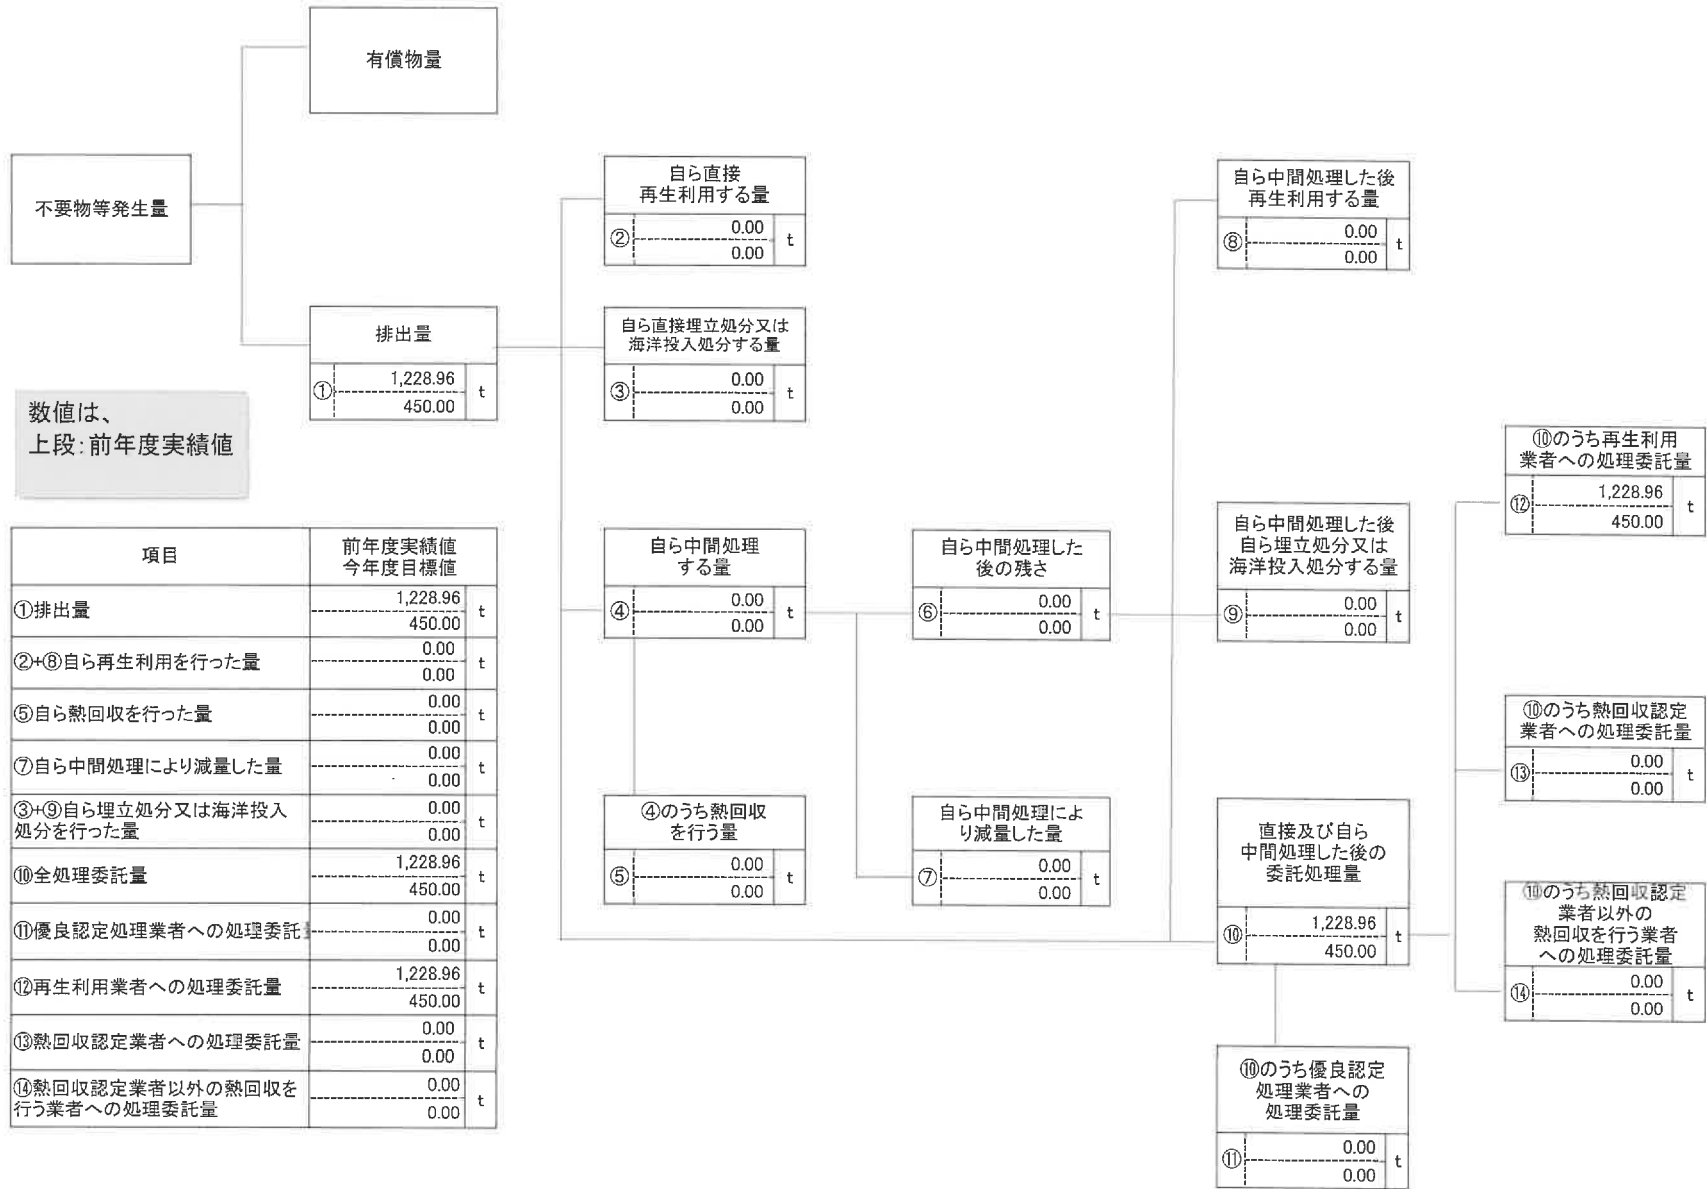 有償物量
不要物等発生量
排出量
① 1,228.96 t
450.00
数値は、
上段:前年度実績値
自ら直接
再生利用する量
② 0.00 t
0.00
自ら直接埋立処分又は
海洋投入処分する量
③ 0.00 t
0.00
自ら中間処理
する量
④ 0.00 t
0.00
④のうち熱回収
を行う量
⑤ 0.00 t
0.00
自ら中間処理した
後の残さ
⑥ 0.00 t
0.00
自ら中間処理によ
り減量した量
⑦ 0.00 t
0.00
自ら中間処理した後
再生利用する量
⑧ 0.00 t
0.00
自ら中間処理した後
自ら埋立処分又は
海洋投入処分する量
⑨ 0.00 t
0.00
直接及び自ら
中間処理した後の
委託処理量
⑩ 1,228.96 t
450.00
⑩のうち優良認定
処理業者への
処理委託量
⑪ 0.00 t
0.00
⑩のうち再生利用
業者への処理委託量
⑫ 1,228.96 t
450.00
⑩のうち熱回収認定
業者への処理委託量
⑬ 0.00 t
0.00
⑩のうち熱回収認定
業者以外の
熱回収を行う業者
への処理委託量
⑭ 0.00 t
0.00
項目 前年度実績値
今年度目標値
①排出量 1,228.96 t
450.00
②+⑧自ら再生利用を行った量 0.00 t
0.00
⑤自ら熱回収を行った量 0.00 t
0.00
⑦自ら中間処理により減量した量 0.00 t
0.00
③+⑨自ら埋立処分又は海洋投入 0.00 t
処分を行った量 0.00
⑩全処理委託量 1,228.96 t
450.00
⑪優良認定処理業者への処理委託 0.00 t
0.00
⑫再生利用業者への処理委託量 1,228.96 t
450.00
⑬熱回収認定業者への処理委託量 0.00 t
0.00
⑭熱回収認定業者以外の熱回収を 0.00 t
行う業者への処理委託量 0.00